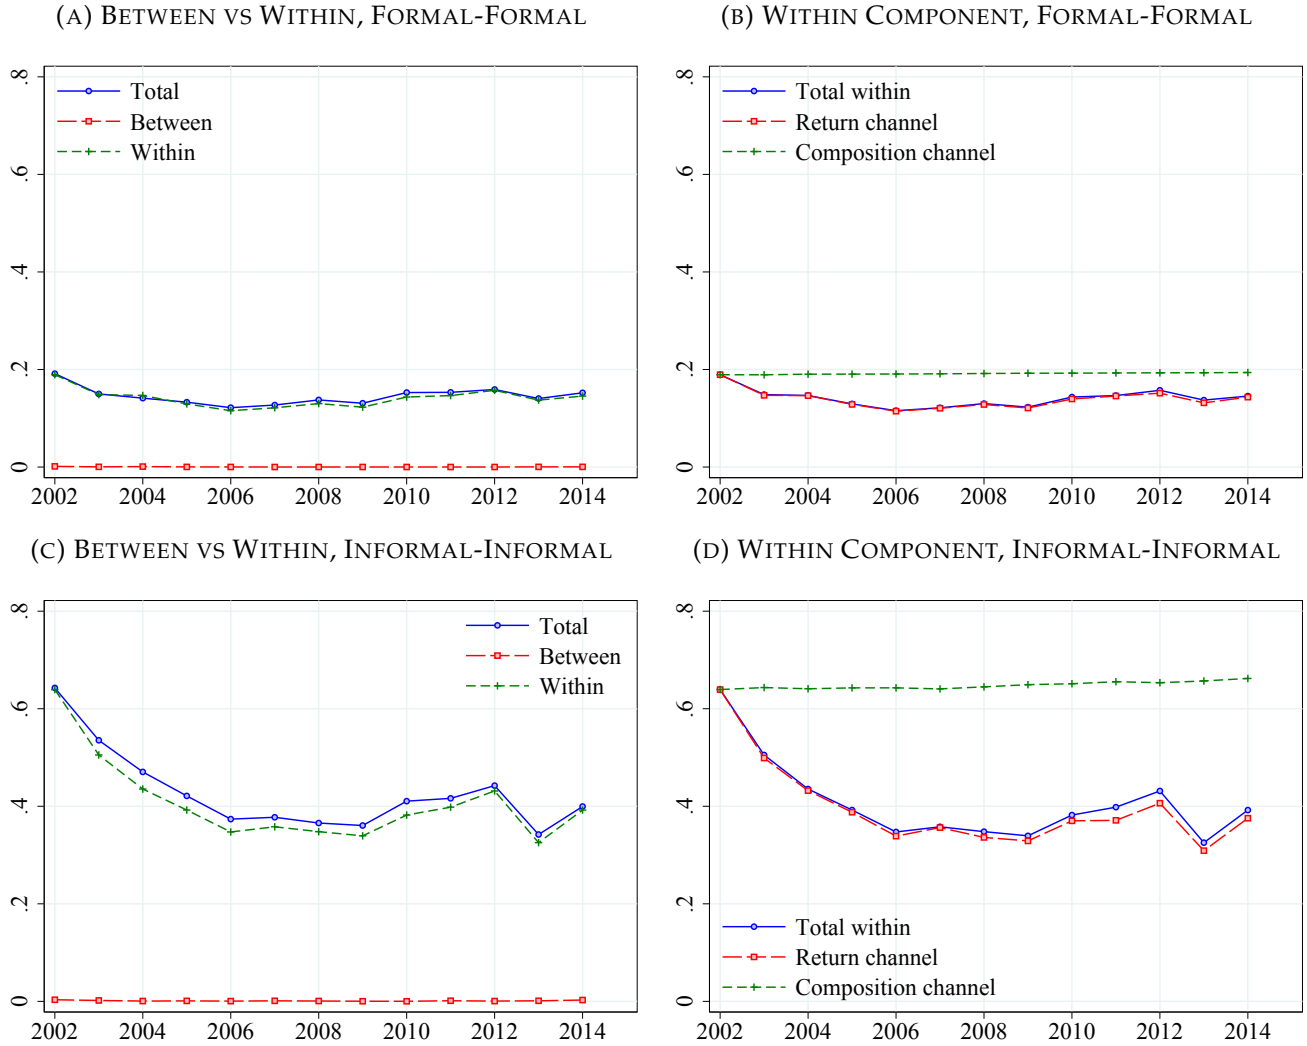 (A) BETWEEN VS WITHIN, FORMAL-FORMAL
.8
.6
.4
.2
0
Total
Between
Within
2002 2004 2006 2008 2010 2012 2014
(B) WITHIN COMPONENT, FORMAL-FORMAL
.8
.6
.4
.2
0
Total within
Return channel
Composition channel
2002 2004 2006 2008 2010 2012 2014
(C) BETWEEN VS WITHIN, INFORMAL-INFORMAL
.8
.6
.4
.2
0
Total
Between
Within
2002 2004 2006 2008 2010 2012 2014
(D) WITHIN COMPONENT, INFORMAL-INFORMAL
.8
.6
.4
.2
0
Total within
Return channel
Composition channel
2002 2004 2006 2008 2010 2012 2014